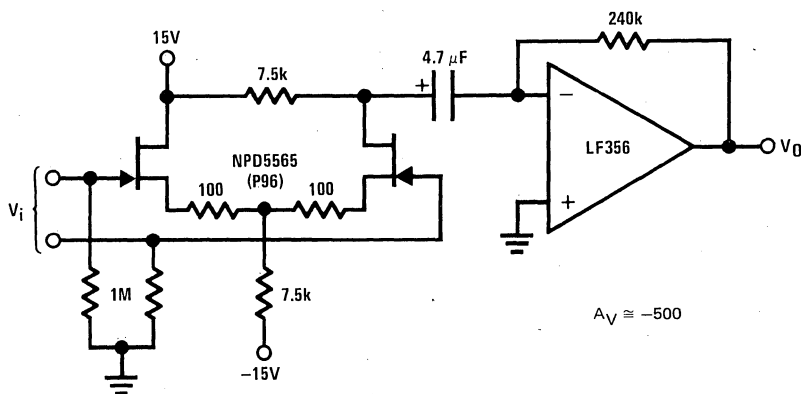 15V
7.5k
4.7 μF
240k
+
−
NPD5565
(P96)
LF356
VO
100
100
Vi
+
1M
7.5k
AV ≅ −500
−15V